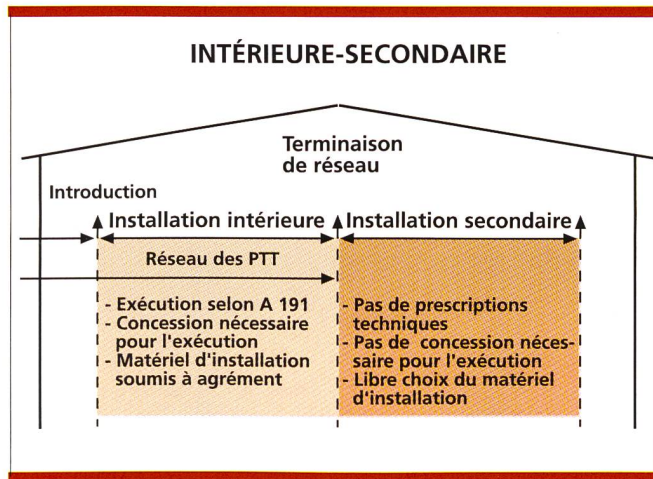 INTÉRIEURE-SECONDAIRE
Terminaison
de réseau
Introduction
Installation intérieure
Installation secondaire
Réseau des PTT
- Exécution selon A 191
- Concession nécessaire
pour l'exécution
- Matériel d'installation
soumis à agrément
- Pas de prescriptions
techniques
- Pas de concession néces-
saire pour l'exécution
- Libre choix du matériel
d'installation